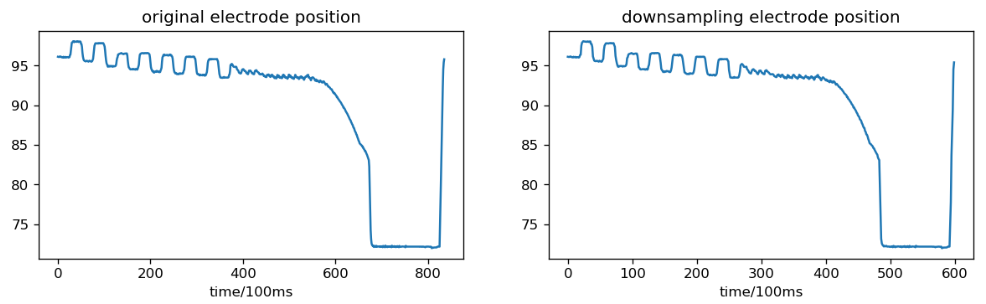 original electrode position
95
90
85
80
75
0 200 400 600 800
time/100ms
downsampling electrode position
95
90
85
80
75
0 100 200 300 400 500 600
time/100ms